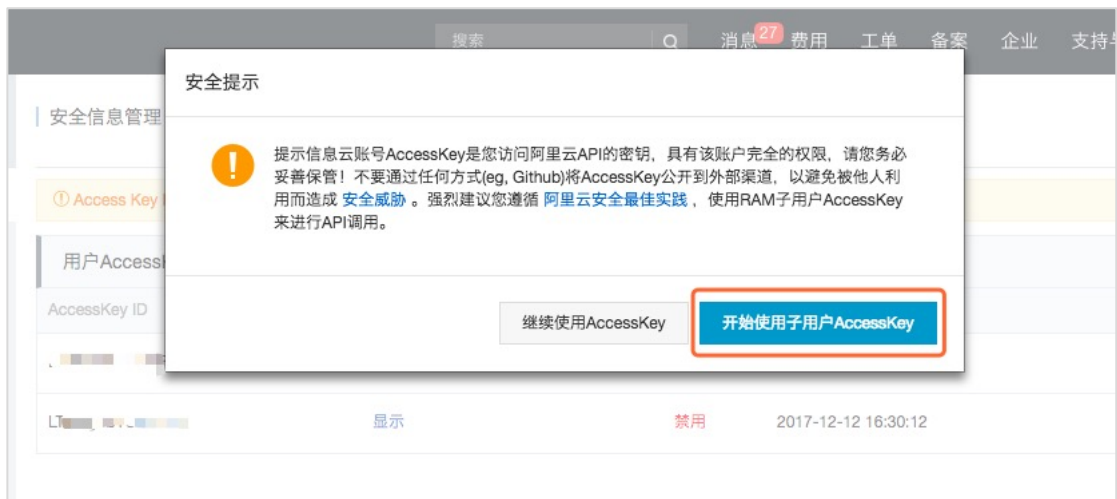 搜索 消息 27 费用 工单 备案 企业 支持
安全提示
安全信息管理
提示信息云账号AccessKey是您访问阿里云API的密钥，具有该账户完全的权限，请您务必
妥善保管！不要通过任何方式(eg, Github)将AccessKey公开到外部渠道，以避免被他人利
用而造成 安全威胁 。强烈建议您遵循 阿里云安全最佳实践 ，使用RAM子用户AccessKey
来进行API调用。
Access Key
用户Access
AccessKey ID
继续使用AccessKey 开始使用子用户AccessKey
显示 禁用 2017-12-12 16:30:12